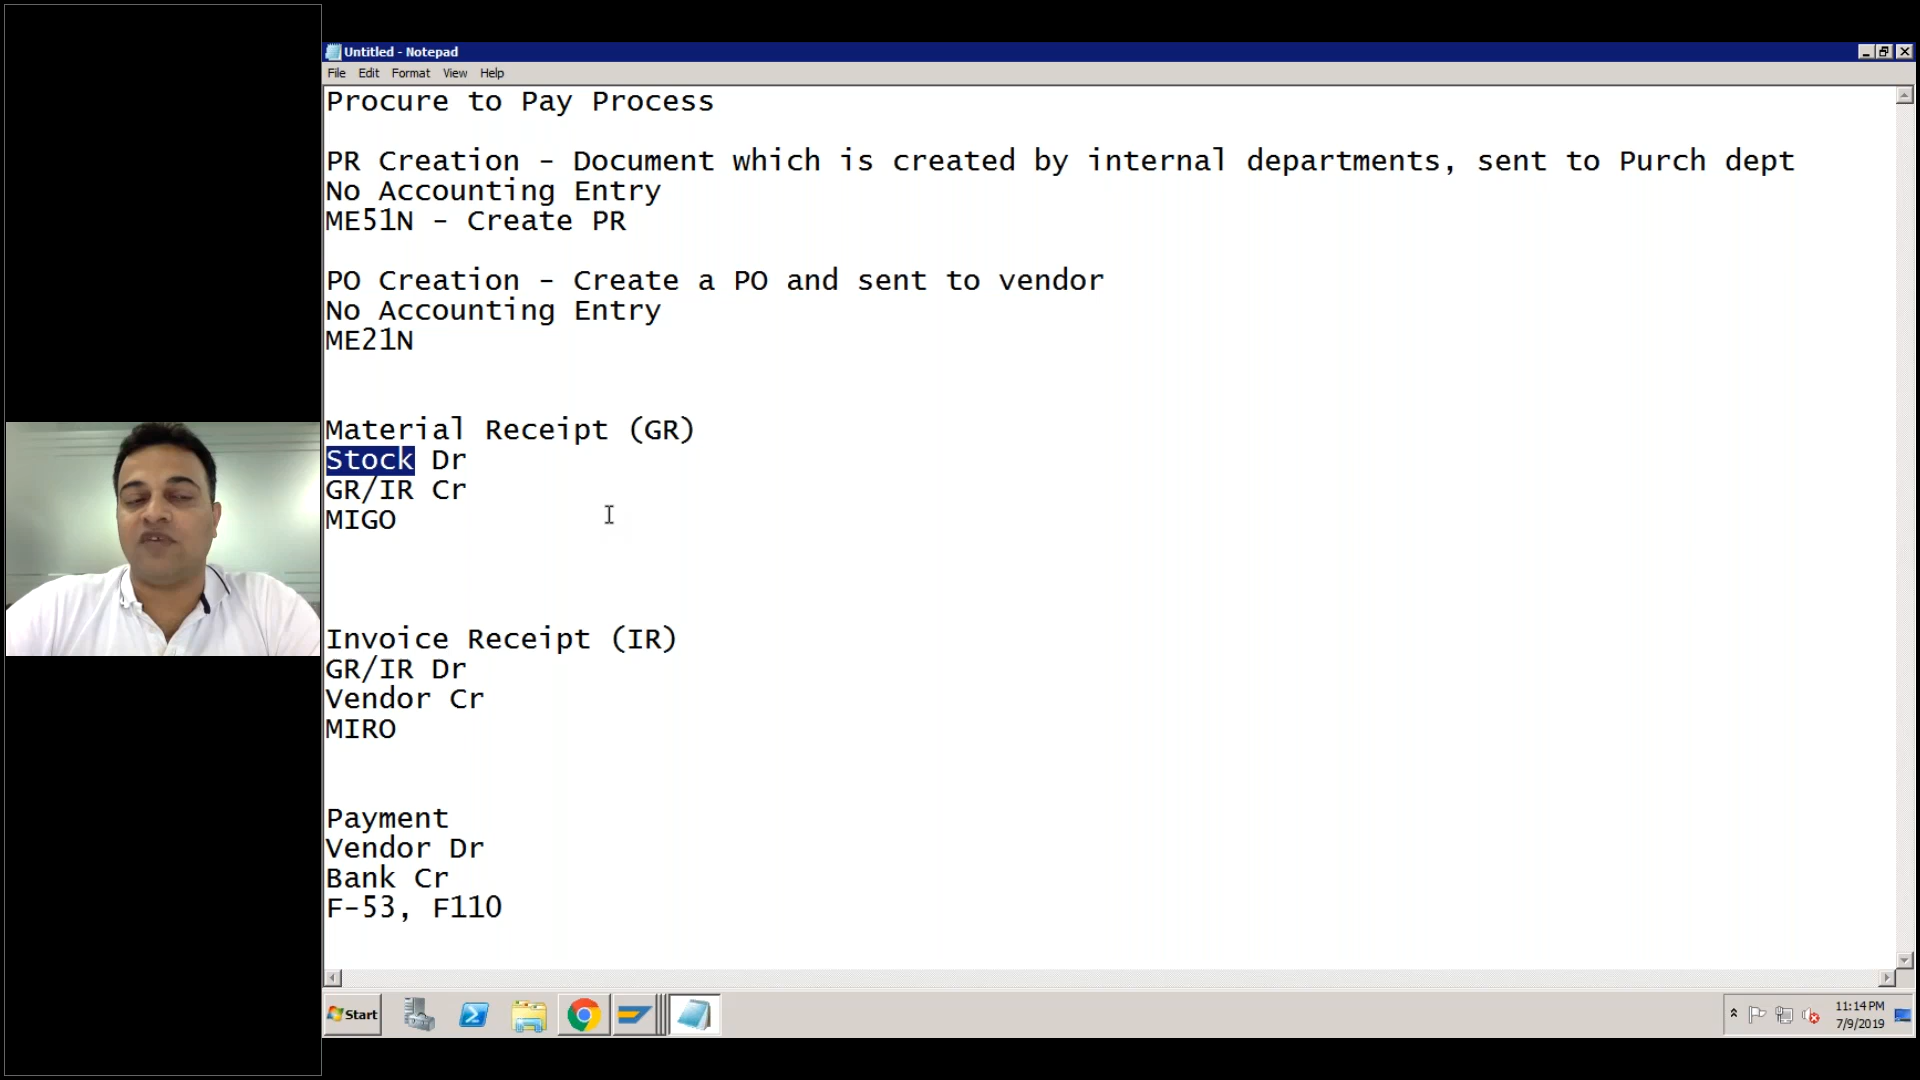 Untitled - Notepad
File Edit Format View Help
Procure to Pay Process
PR Creation - Document which is created by internal departments, sent to Purch dept
No Accounting Entry
ME51N - Create PR
PO Creation - Create a PO and sent to vendor
No Accounting Entry
ME21N
Material Receipt (GR)
Stock Dr
GR/IR Cr
MIGO
Invoice Receipt (IR)
GR/IR Dr
Vendor Cr
MIRO
Payment
Vendor Dr
Bank Cr
F-53, F110
Start
11:14 PM
7/9/2019